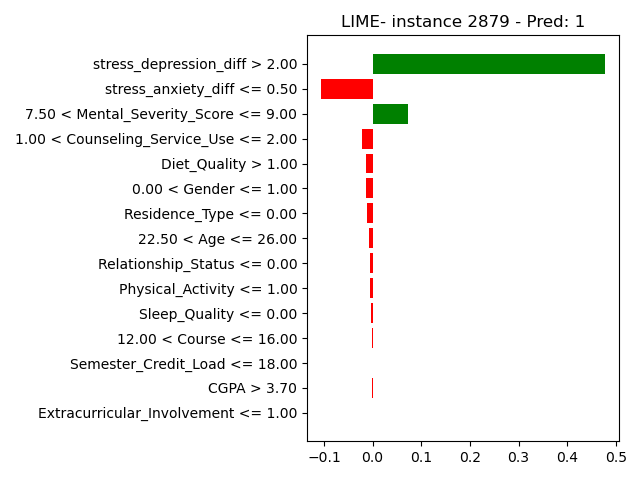 LIME- instance 2879 - Pred: 1
stress_depression_diff > 2.00
stress_anxiety_diff <= 0.50
7.50 < Mental_Severity_Score <= 9.00
1.00 < Counseling_Service_Use <= 2.00
Diet_Quality > 1.00
0.00 < Gender <= 1.00
Residence_Type <= 0.00
22.50 < Age <= 26.00
Relationship_Status <= 0.00
Physical_Activity <= 1.00
Sleep_Quality <= 0.00
12.00 < Course <= 16.00
Semester_Credit_Load <= 18.00
CGPA > 3.70
Extracurricular_Involvement <= 1.00
−0.1 0.0 0.1 0.2 0.3 0.4 0.5